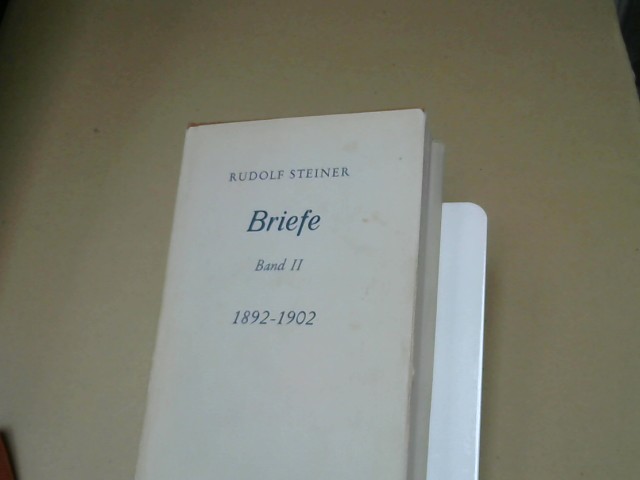 RUDOLF STEINER
Briefe
Band II
1892-1902